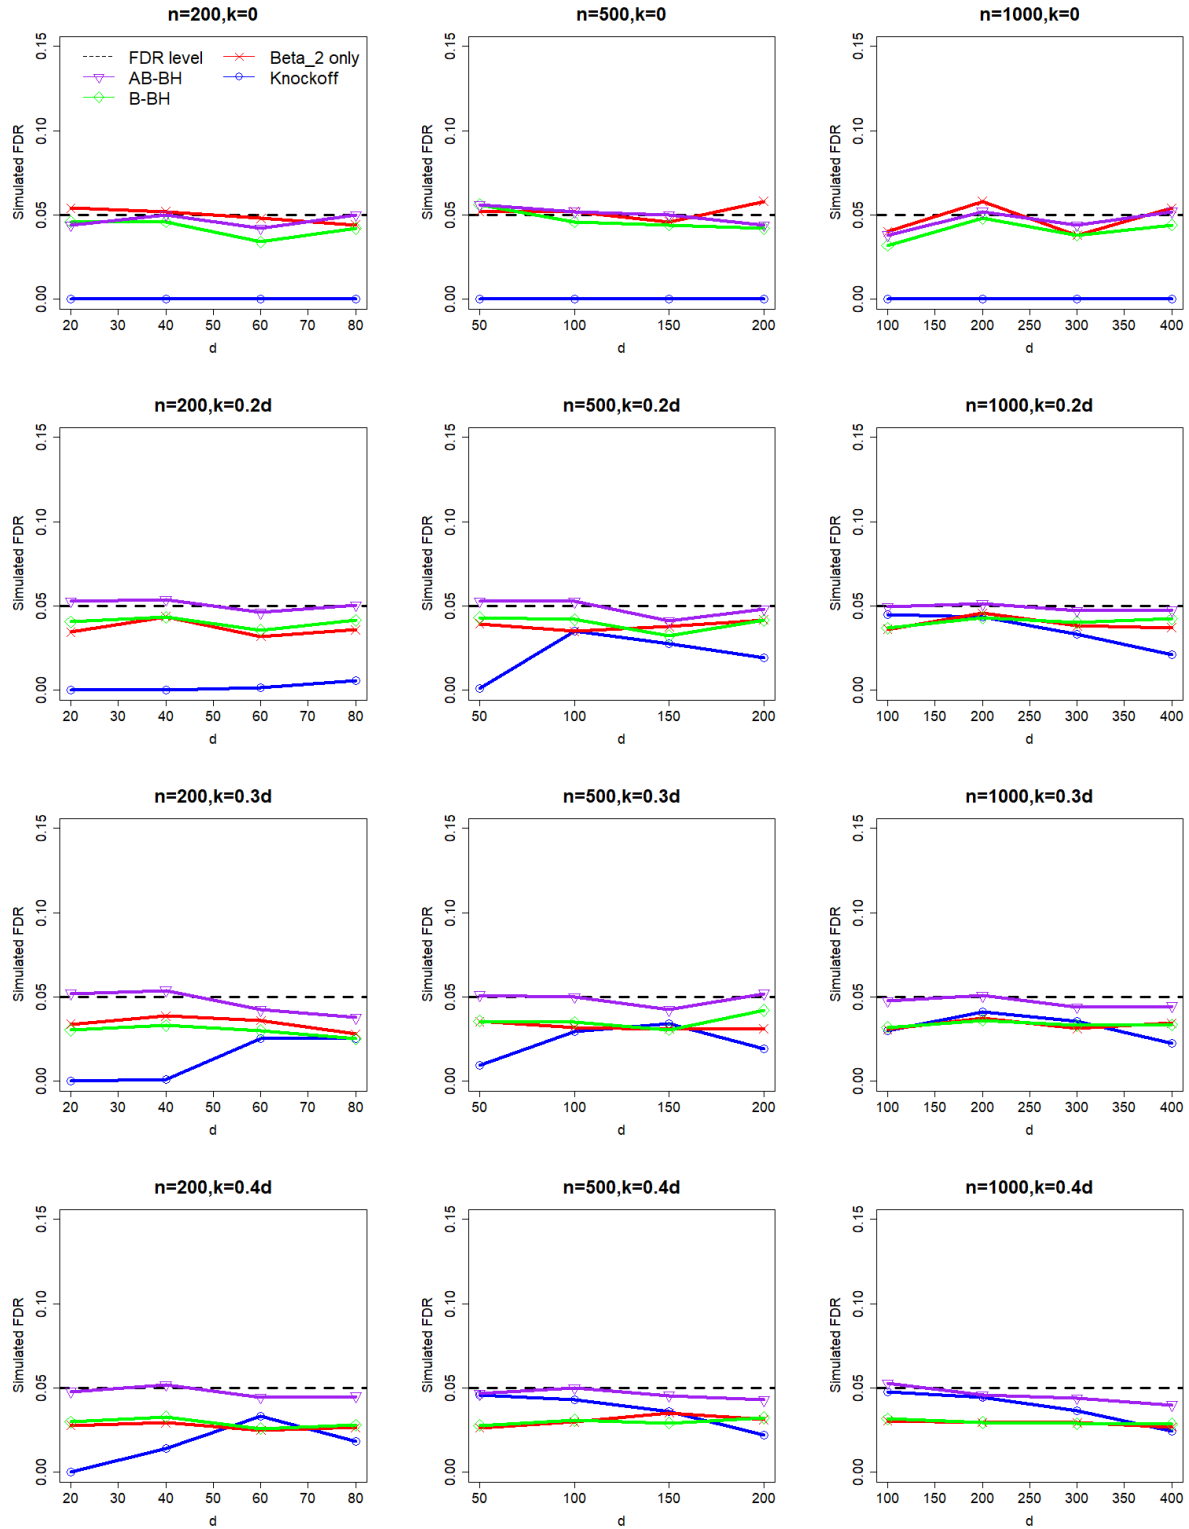 n=200,k=0
n=500,k=0
n=1000,k=0
Simulated FDR
0.00 0.05 0.10 0.15
FDR level
AB-BH
B-BH
Beta_2 only
Knockoff
20 30 40 50 60 70 80
d
Simulated FDR
0.00 0.05 0.10 0.15
50 100 150 200
d
Simulated FDR
0.00 0.05 0.10 0.15
100 150 200 250 300 350 400
d
n=200,k=0.2d
n=500,k=0.2d
n=1000,k=0.2d
Simulated FDR
0.00 0.05 0.10 0.15
20 30 40 50 60 70 80
d
Simulated FDR
0.00 0.05 0.10 0.15
50 100 150 200
d
Simulated FDR
0.00 0.05 0.10 0.15
100 150 200 250 300 350 400
d
n=200,k=0.3d
n=500,k=0.3d
n=1000,k=0.3d
Simulated FDR
0.00 0.05 0.10 0.15
20 30 40 50 60 70 80
d
Simulated FDR
0.00 0.05 0.10 0.15
50 100 150 200
d
Simulated FDR
0.00 0.05 0.10 0.15
100 150 200 250 300 350 400
d
n=200,k=0.4d
n=500,k=0.4d
n=1000,k=0.4d
Simulated FDR
0.00 0.05 0.10 0.15
20 30 40 50 60 70 80
d
Simulated FDR
0.00 0.05 0.10 0.15
50 100 150 200
d
Simulated FDR
0.00 0.05 0.10 0.15
100 150 200 250 300 350 400
d